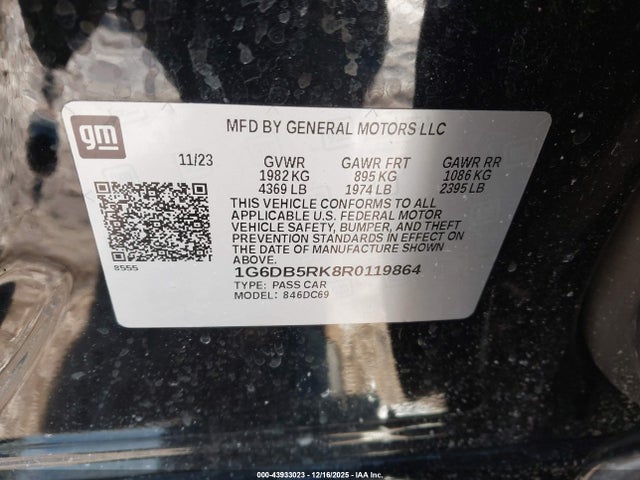 gm
MFD BY GENERAL MOTORS LLC
11/23 GVWR GAWR FRT GAWR RR
1982 KG 895 KG 1086 KG
4369 LB 1974 LB 2395 LB
THIS VEHICLE CONFORMS TO ALL
APPLICABLE U.S. FEDERAL MOTOR
VEHICLE SAFETY, BUMPER, AND THEFT
PREVENTION STANDARDS IN EFFECT ON
THE DATE OF MANUFACTURE SHOWN
ABOVE.
8555
1G6DB5RK8R0119864
TYPE: PASS CAR
MODEL: 846DC69
000-43933023 - 12/16/2025 - IAA Inc.